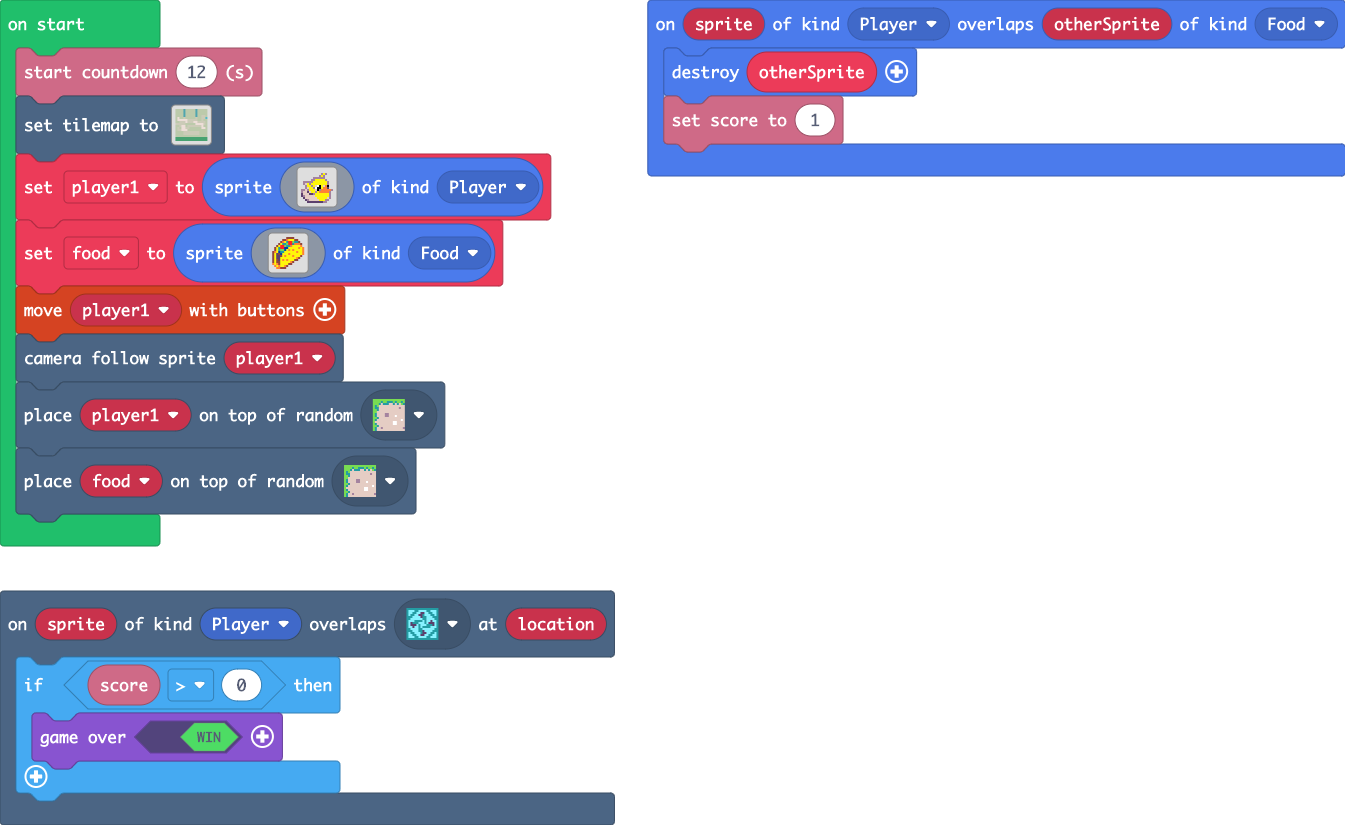 on start
start countdown 12 (s)
set tilemap to
set player1 to sprite of kind Player
set food to sprite of kind Food
move player1 with buttons
camera follow sprite player1
place player1 on top of random
place food on top of random
on sprite of kind Player overlaps otherSprite of kind Food
destroy otherSprite
set score to 1
on sprite of kind Player overlaps at location
if score > 0 then
game over WIN